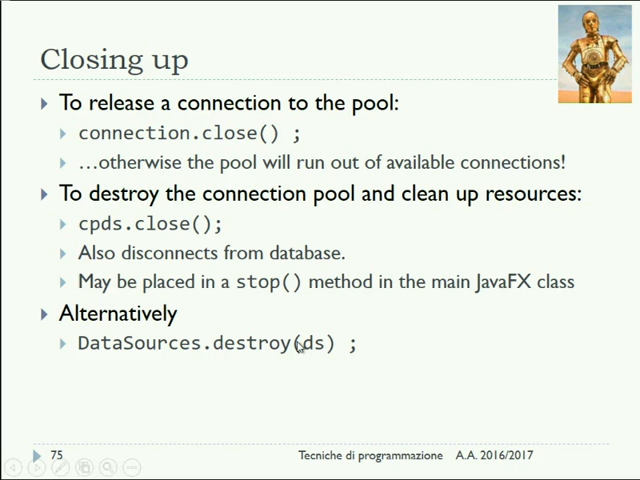 Closing up
To release a connection to the pool:
connection.close() ;
…otherwise the pool will run out of available connections!
To destroy the connection pool and clean up resources:
cpds.close();
Also disconnects from database.
May be placed in a stop() method in the main JavaFX class
Alternatively
DataSources.destroy(ds) ;
75 Tecniche di programmazione A.A. 2016/2017